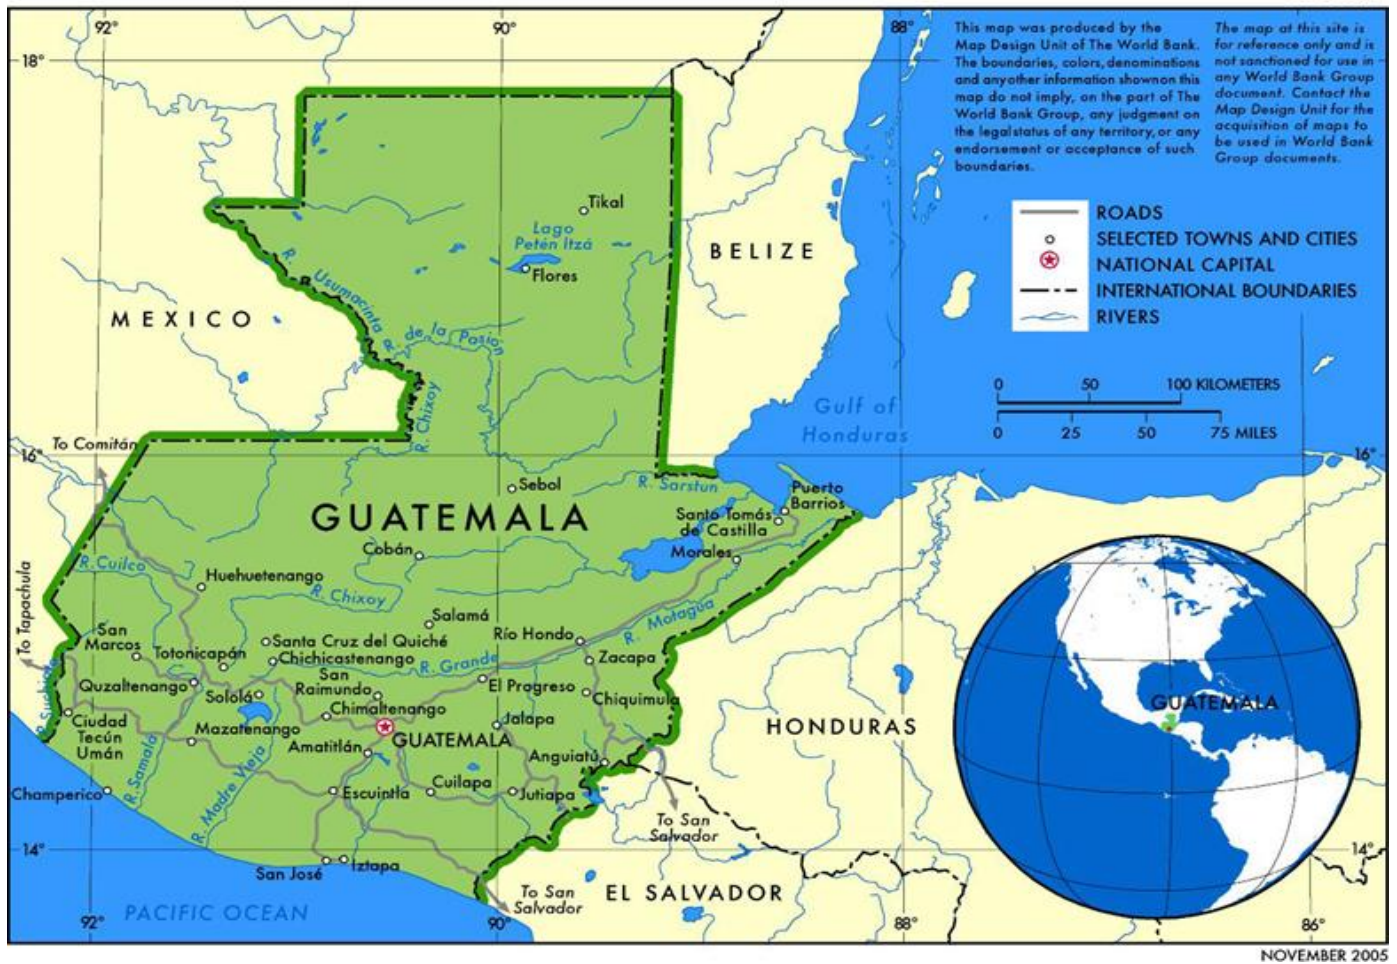 92°
90°
88°
18°
This map was produced by the
Map Design Unit of The World Bank.
The boundaries, colors, denominations
and anyother information shownon this
map do not imply, on the part of The
World Bank Group, any judgment on
the legalstatus of any territory, or any
endorsement or acceptance of such
boundaries.
The map at this site is
for reference only and is
not sanctioned for use in
any World Bank Group
document. Contact the
Map Design Unit for the
acquisition of maps to
be used in World Bank
Group documents.
ROADS
SELECTED TOWNS AND CITIES
NATIONAL CAPITAL
INTERNATIONAL BOUNDARIES
RIVERS
0 50 100 KILOMETERS
0 25 50 75 MILES
Tikal
Lago
Petén Itzá
Flores
BELIZE
MEXICO
R. Usumacinta
R. de la Pasión
R. Chixoy
Gulf of
Honduras
To Comitán
16°
16°
Sebol
R. Sarstun
Puerto
Barrios
GUATEMALA
Santo Tomás
de Castilla
Cobán
Morales
R.Cuilco
Huehuetenango
R. Chixoy
To Tapachula
Salamá
R. Motagua
San
Marcos
Santa Cruz del Quiché
Río Hondo
Totonicapán
Chichicastenango
R. Grande
Zacapa
San
Raimundo
Quzaltenango
Sololá
El Progreso
Chiquimula
Chimaltenango
R. Suchiate
Ciudad
Tecún
Umán
Mazatenango
Jalapa
GUATEMALA
HONDURAS
GUATEMALA
Amatitlán
Anguiatú
R. Samala
R. Madre Vieja
Champerico
Escuintla
Cuilapa
Jutiapa
To San
Salvador
14°
14°
San José
Iztapa
To San
Salvador
EL SALVADOR
PACIFIC OCEAN
92°
90°
88°
86°
NOVEMBER 2005